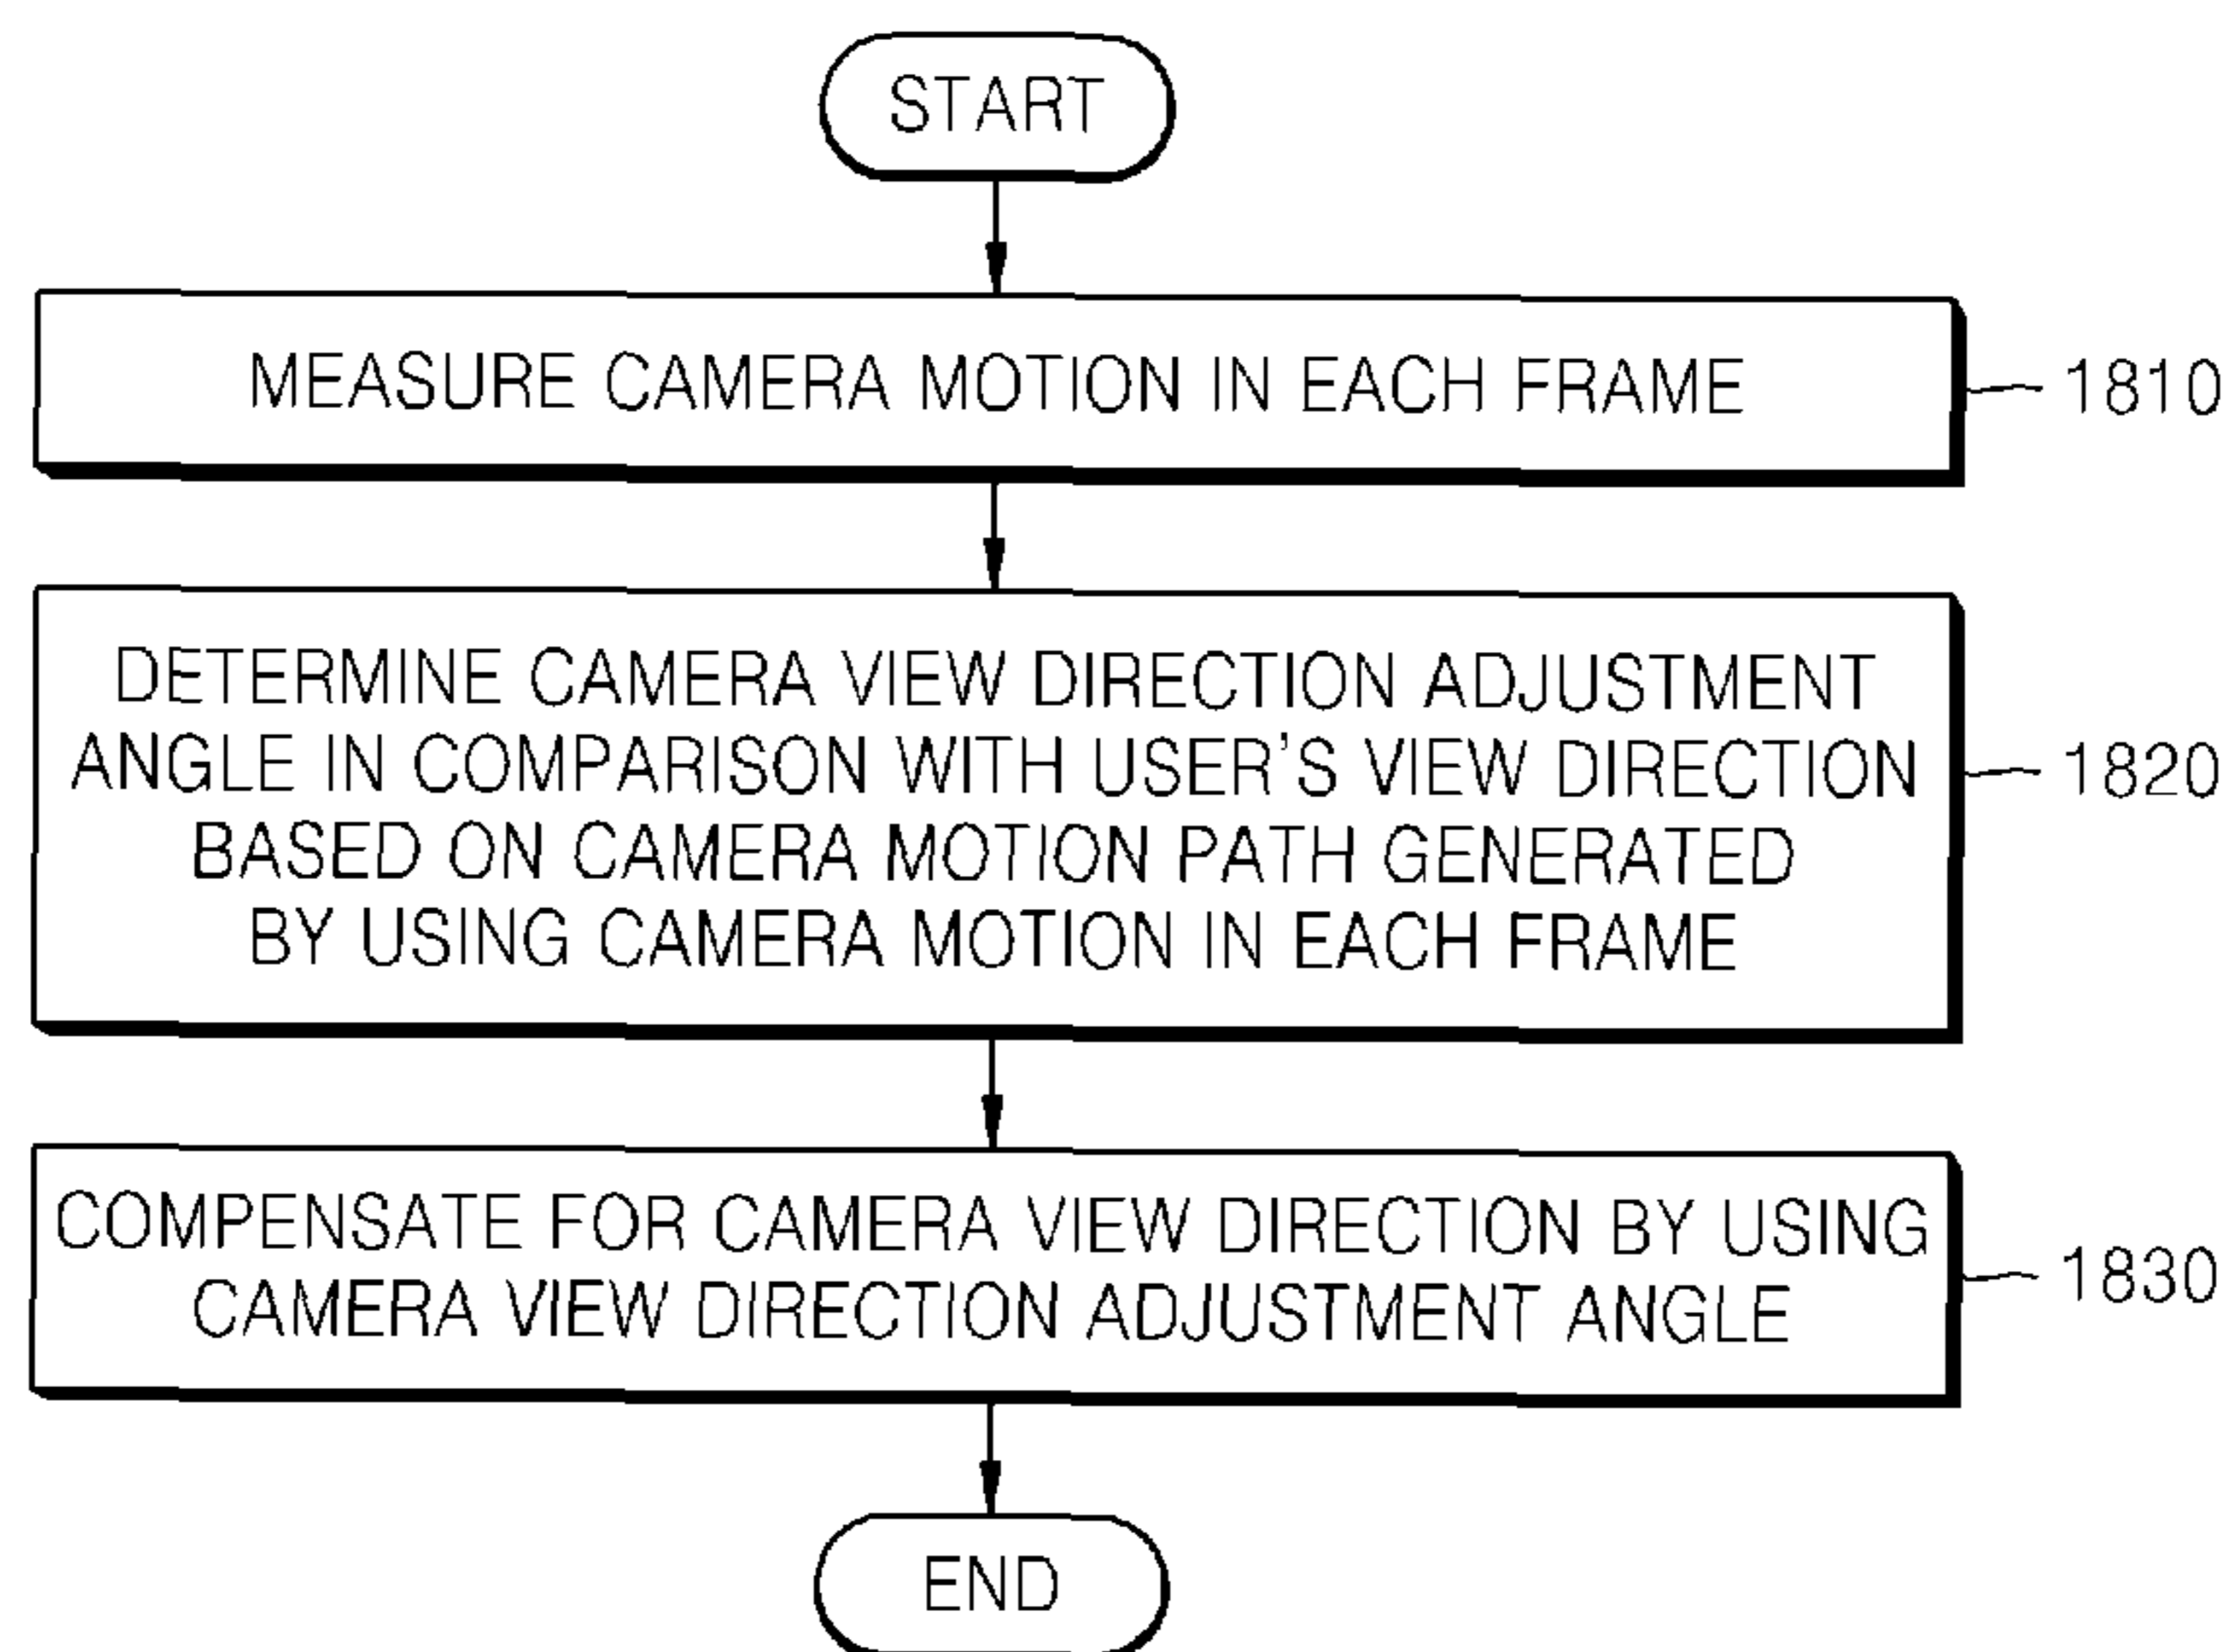 START
MEASURE CAMERA MOTION IN EACH FRAME
1810
DETERMINE CAMERA VIEW DIRECTION ADJUSTMENT
ANGLE IN COMPARISON WITH USER'S VIEW DIRECTION
BASED ON CAMERA MOTION PATH GENERATED
BY USING CAMERA MOTION IN EACH FRAME
1820
COMPENSATE FOR CAMERA VIEW DIRECTION BY USING
CAMERA VIEW DIRECTION ADJUSTMENT ANGLE
1830
END